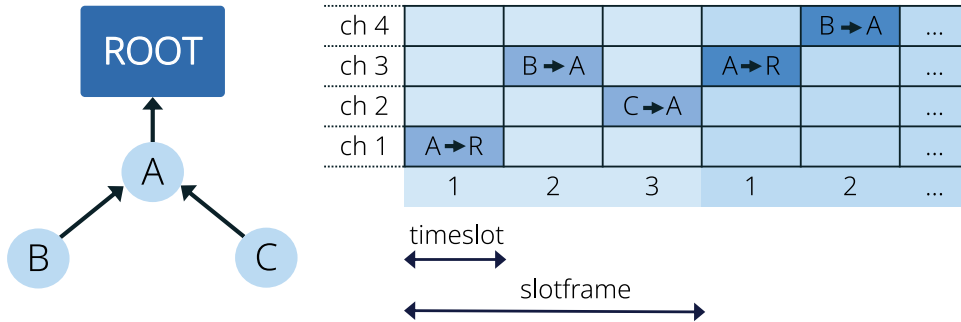 ROOT
A
B
C
ch 4 B→A ...
ch 3 B→A A→R ...
ch 2 C→A ...
ch 1 A→R ...
1 2 3 1 2 ...
timeslot
slotframe